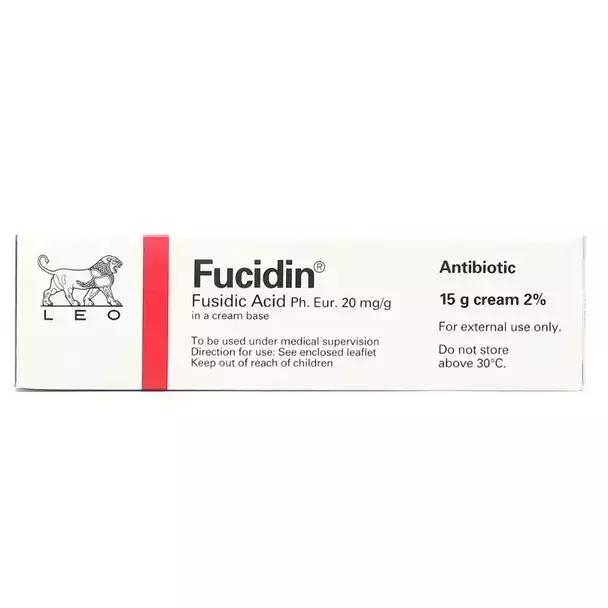 LEO
Fucidin®
Fusidic Acid Ph. Eur. 20 mg/g
in a cream base
To be used under medical supervision
Direction for use: See enclosed leaflet
Keep out of reach of children
Antibiotic
15 g cream 2%
For external use only.
Do not store
above 30°C.